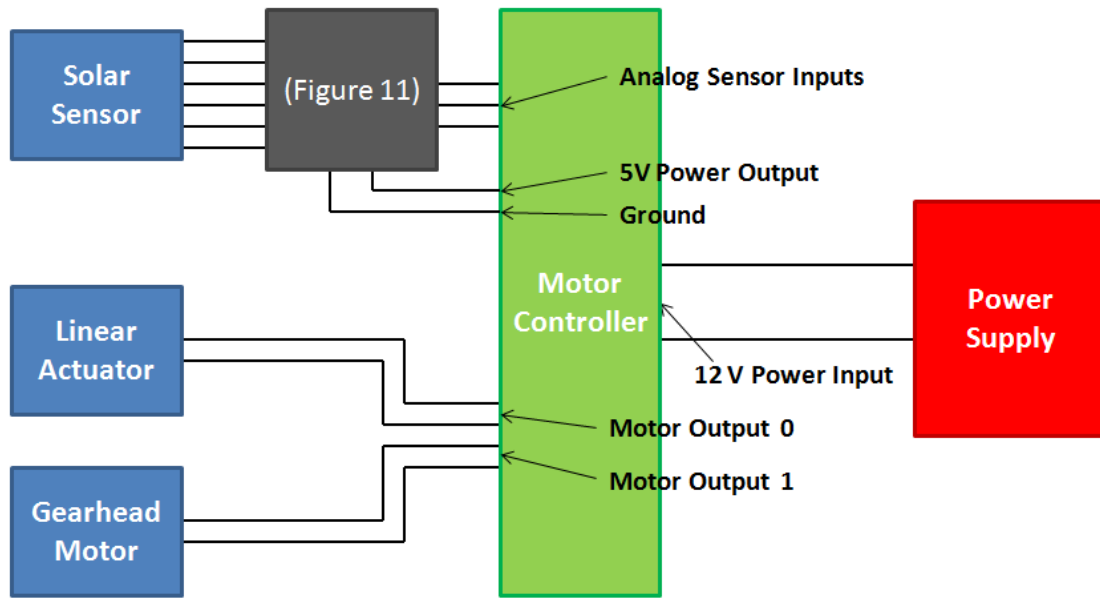 Solar
Sensor
(Figure 11)
Analog Sensor Inputs
5V Power Output
Ground
Motor
Controller
Power
Supply
12 V Power Input
Linear
Actuator
Motor Output 0
Motor Output 1
Gearhead
Motor